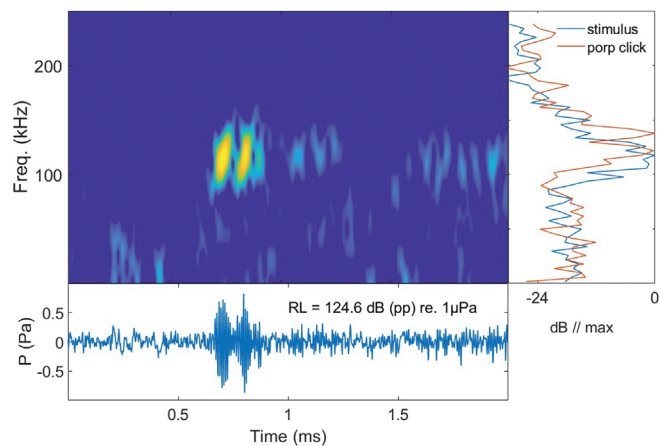 stimulus
porp click
200
100
Freq. (kHz)
-24
0
dB // max
RL = 124.6 dB (pp) re. 1µPa
0.5
0
-0.5
P (Pa)
0.5
1
1.5
Time (ms)